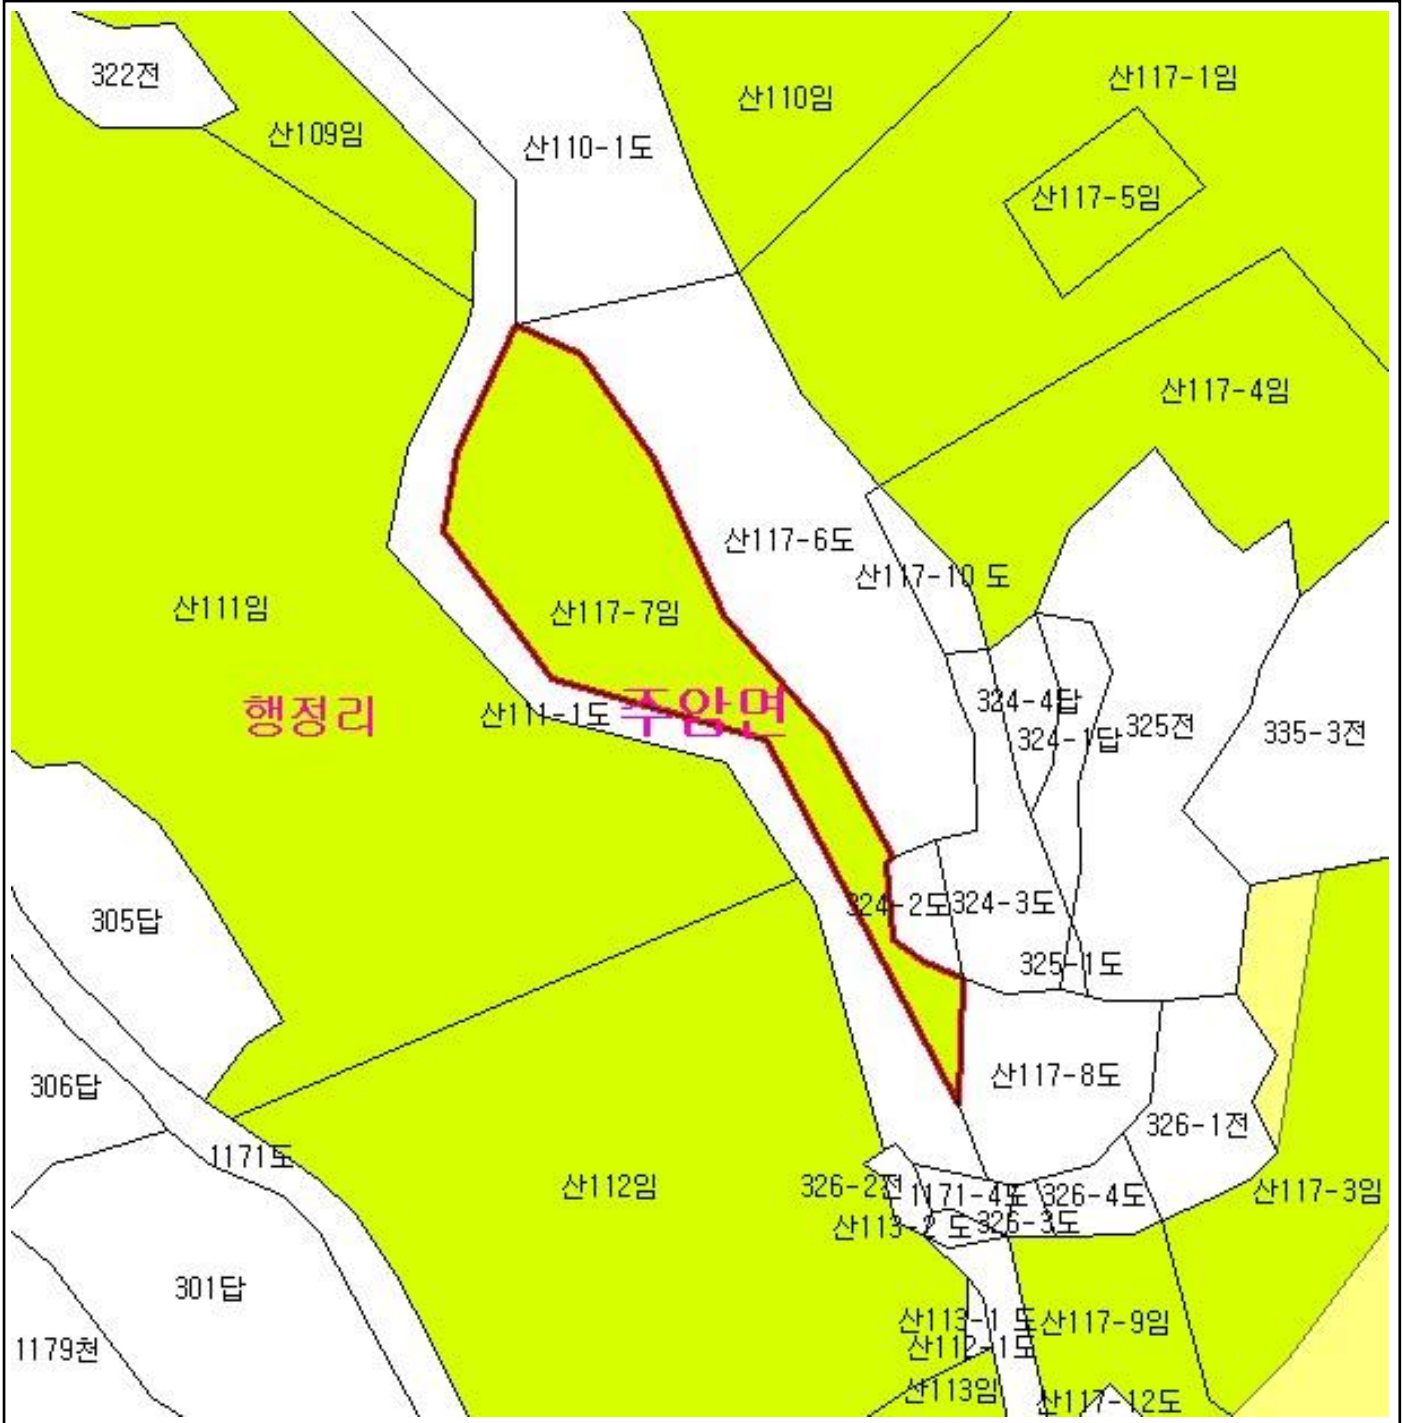 322전
산117-1임
산110임
산109임
산110-1도
산117-5임
산117-4임
산117-6도
산117-10 도
산111임
산117-7임
324-4답
행정리
산111-1도
주암면
324-1답
325전
335-3전
305답
324-2도
324-3도
325-1도
306답
산117-8도
326-1전
1171도
산112임
326-2전
1171-4도
326-4도
산117-3임
산113-2 도
326-3도
301답
산113-1 도
산117-9임
1179천
산112-1도
산113임
산117-12도